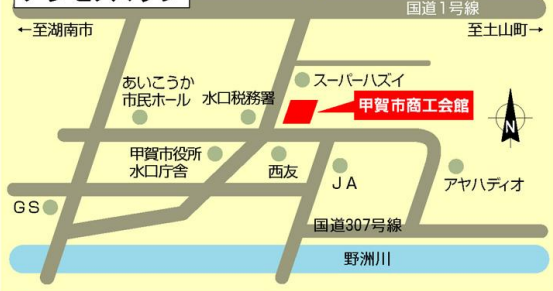 国道1号線
←至湖南市
至土山町→
スーパーハズイ
あいこうか
市民ホール
水口税務署
甲賀市商工会館
N
甲賀市役所
水口庁舎
西友
JA
アヤハディオ
GS
国道307号線
野洲川